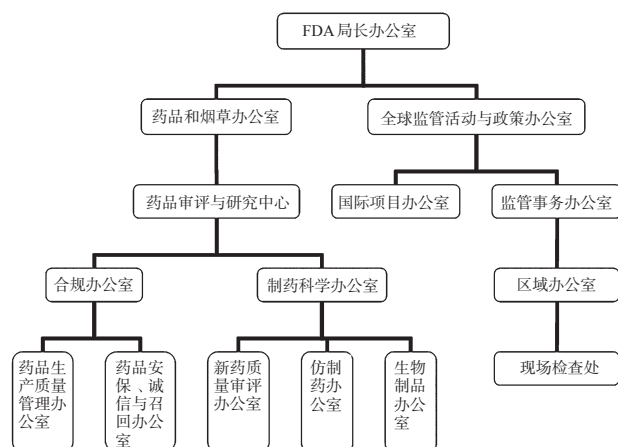 FDA局长办公室
药品和烟草办公室
全球监管活动与政策办公室
药品审评与研究中心
国际项目办公室
监管事务办公室
合规办公室
制药科学办公室
区域办公室
药品生
产质量
管理办
公室
药品安
保、诚
信与召
回办公
室
新药质
量审评
办公室
仿制
药办
公室
生物
制品
办公
室
现场检查处